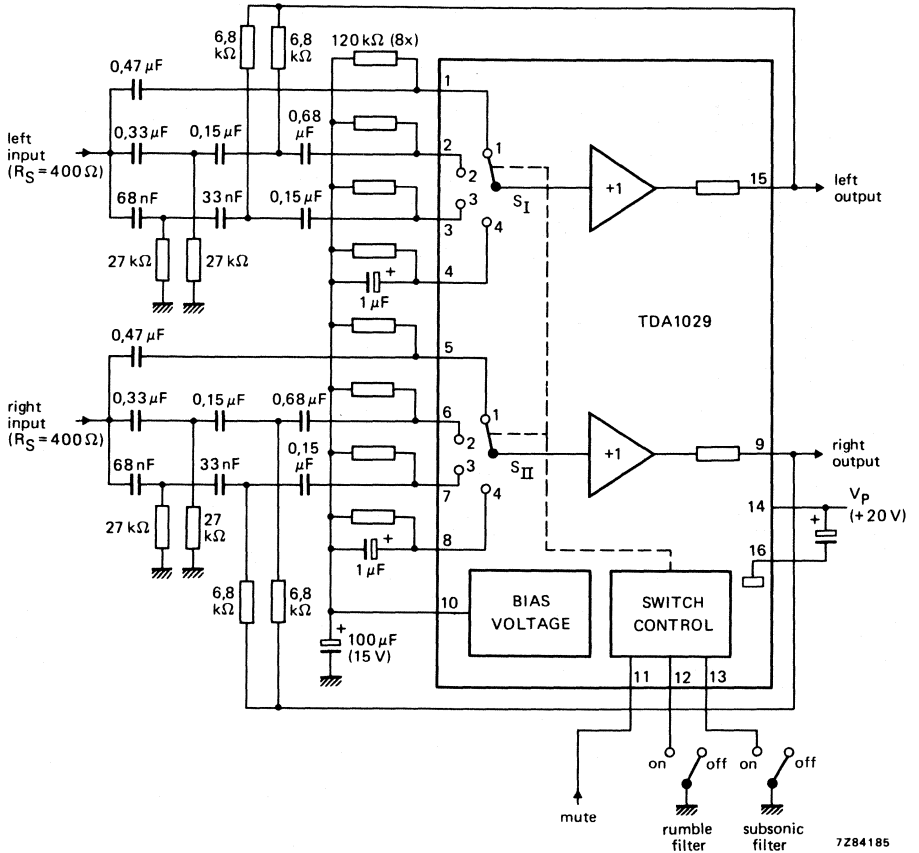 6,8
kΩ
6,8
kΩ
120 kΩ (8x)
0,47 μF
1
left
input
(RS = 400 Ω)
0,33 μF
0,15 μF
0,68
μF
2
1
2
3
4
SI
+1
15
left
output
68 nF
33 nF
0,15 μF
3
27 kΩ
27 kΩ
+
4
1 μF
TDA1029
0,47 μF
5
right
input
(RS = 400 Ω)
0,33 μF
0,15 μF
0,68 μF
6
1
2
3
4
SII
+1
9
right
output
68 nF
33 nF
0,15
μF
7
27 kΩ
27
kΩ
+
8
1 μF
14
VP
(+20 V)
+
16
6,8
kΩ
6,8
kΩ
10
BIAS
VOLTAGE
SWITCH
CONTROL
+
100 μF
(15 V)
11
12
13
on
off
on
off
mute
rumble
filter
subsonic
filter
7Z84185